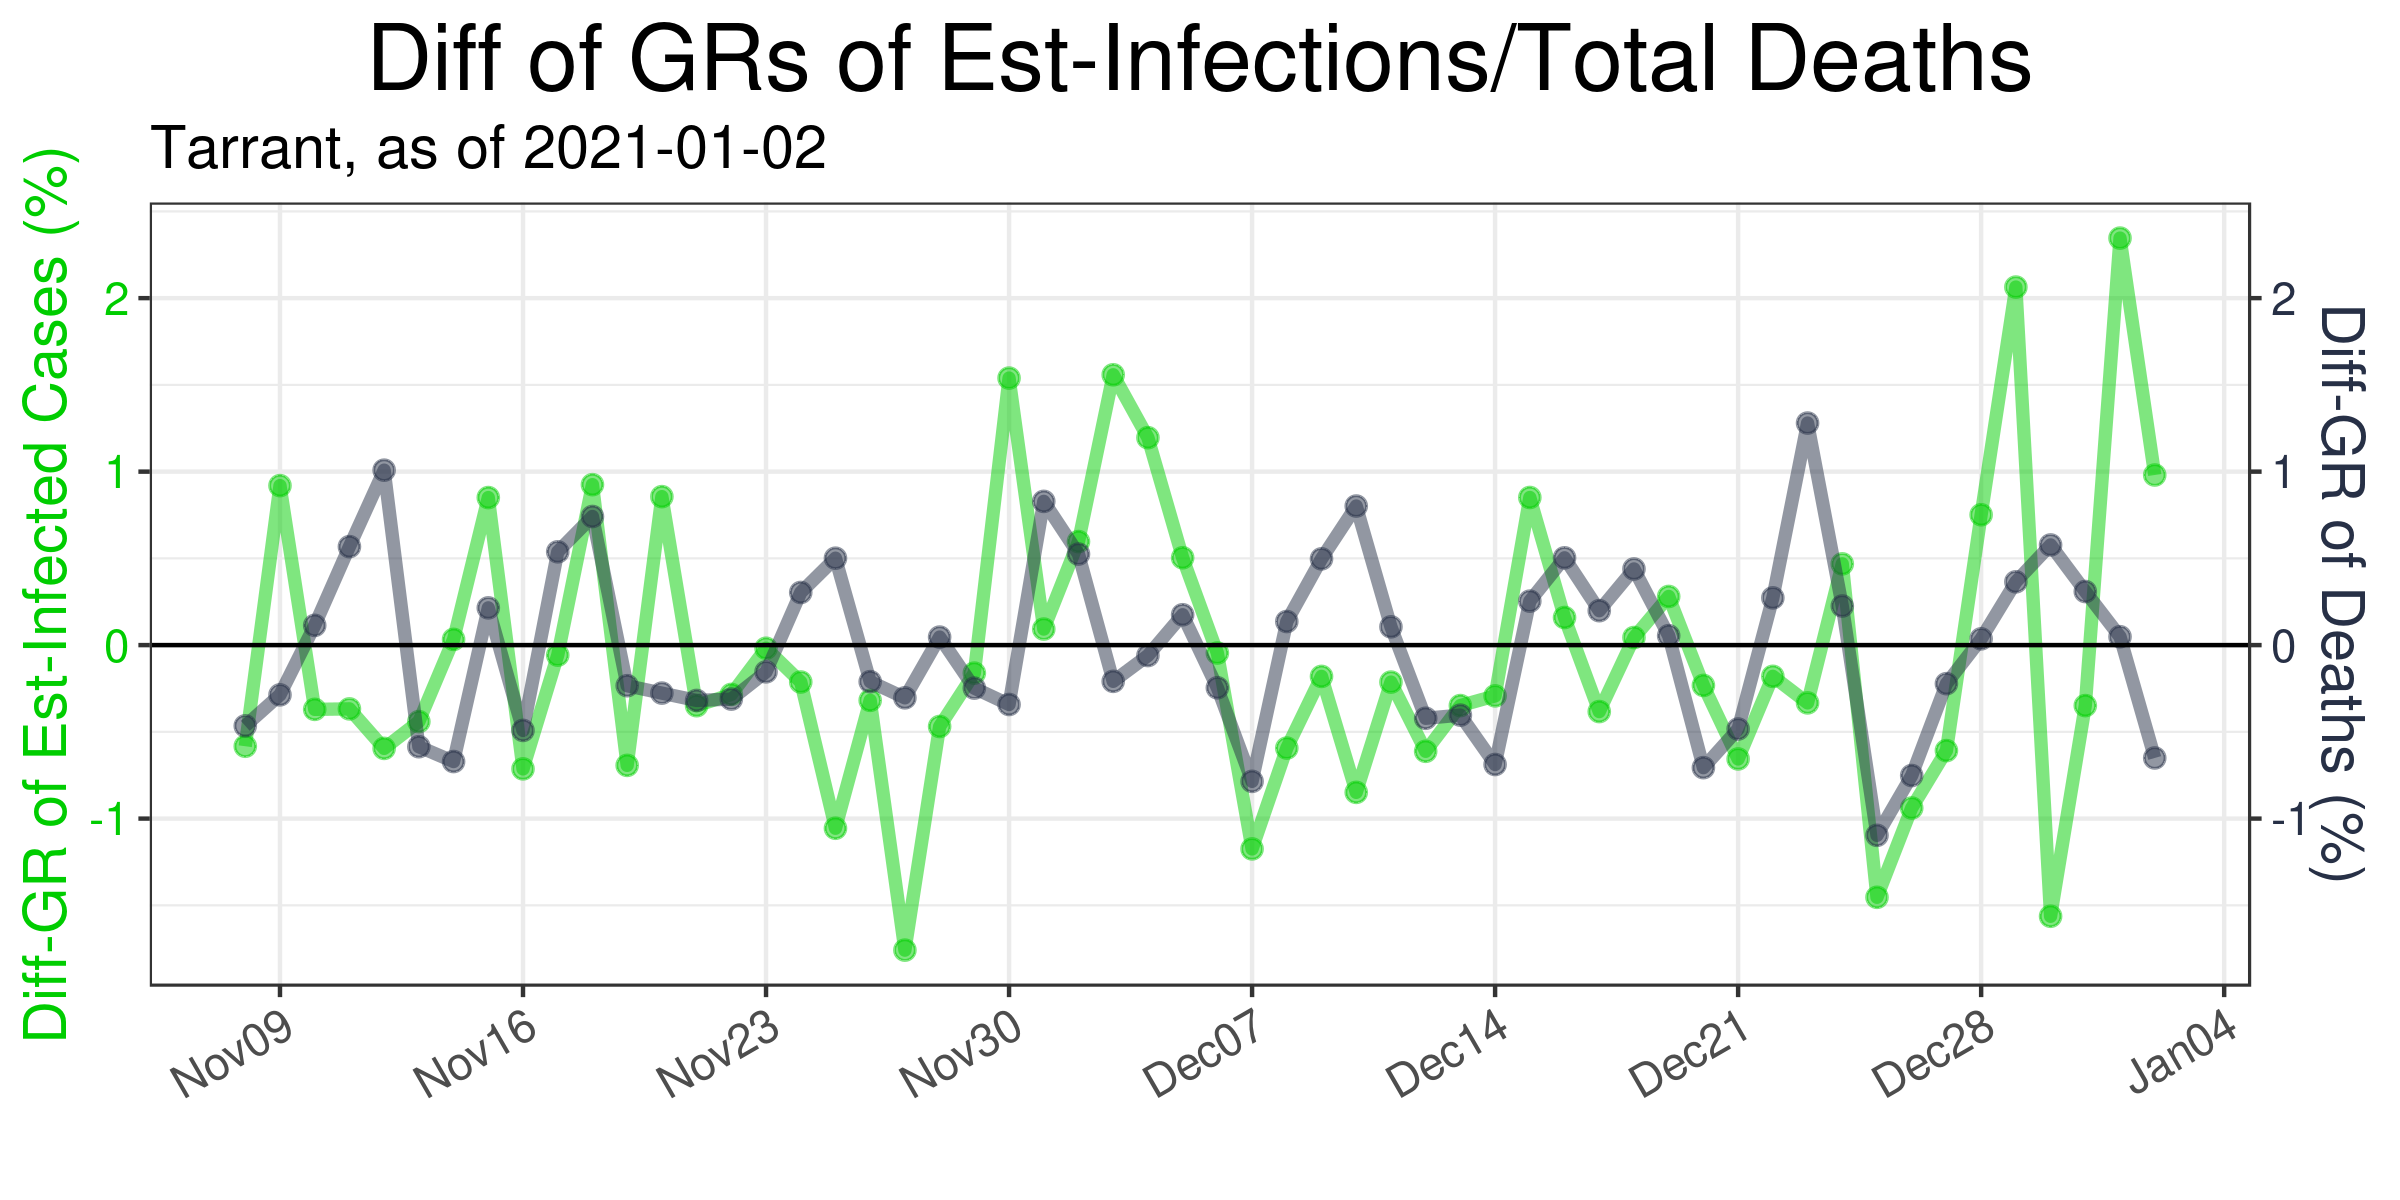 Diff of GRs of Est-Infections/Total Deaths
Tarrant, as of 2021-01-02
Diff-GR of Est-Infected Cases (%)
2
1
0
-1
2
1
0
-1
Diff-GR of Deaths (%)
Nov09
Nov16
Nov23
Nov30
Dec07
Dec14
Dec21
Dec28
Jan04